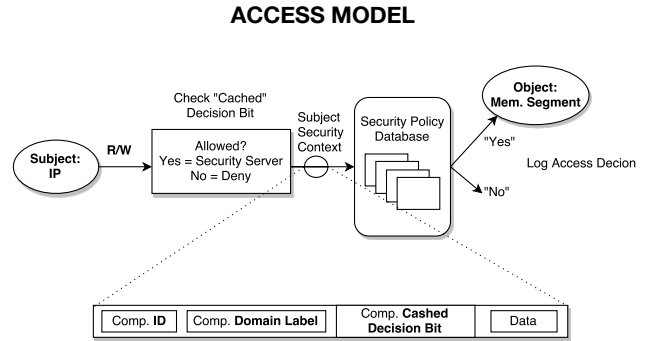 ACCESS MODEL
Check "Cached"
Decision Bit
Subject:
IP
R/W
Allowed?
Yes = Security Server
No = Deny
Subject
Security
Context
Security Policy
Database
Object:
Mem. Segment
"Yes"
"No"
Log Access Decion
Comp. ID
Comp. Domain Label
Comp. Cashed
Decision Bit
Data